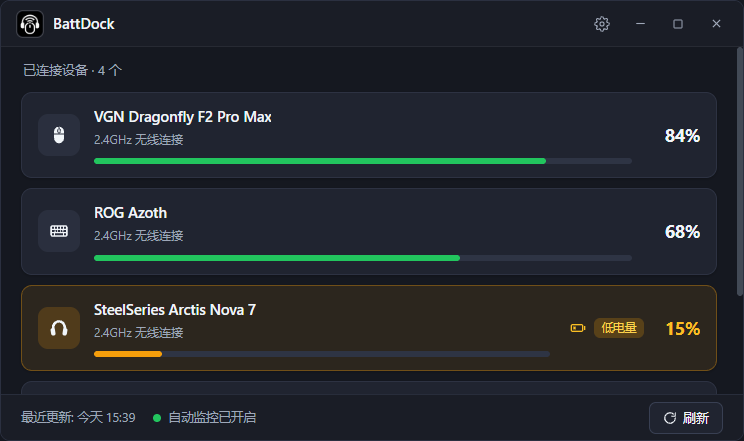 BattDock
已连接设备 · 4 个
VGN Dragonfly F2 Pro Max
2.4GHz 无线连接
84%
ROG Azoth
2.4GHz 无线连接
68%
SteelSeries Arctis Nova 7
2.4GHz 无线连接
低电量
15%
最近更新: 今天 15:39
自动监控已开启
刷新